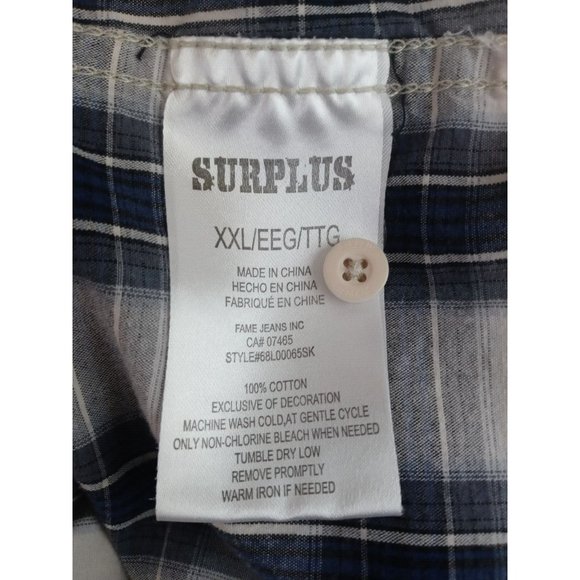 SURPLUS
XXL/EEG/TTG
MADE IN CHINA
HECHO EN CHINA
FABRIQUÉ EN CHINE
FAME JEANS INC
CA# 07465
STYLE#68L00065SK
100% COTTON
EXCLUSIVE OF DECORATION
MACHINE WASH COLD,AT GENTLE CYCLE
ONLY NON-CHLORINE BLEACH WHEN NEEDED
TUMBLE DRY LOW
REMOVE PROMPTLY
WARM IRON IF NEEDED